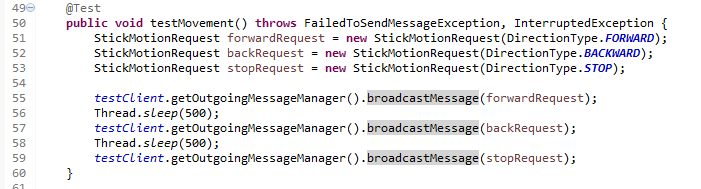 49 @Test
50 public void testMovement() throws FailedToSendMessageException, InterruptedException {
51 StickMotionRequest forwardRequest = new StickMotionRequest(DirectionType.FORWARD);
52 StickMotionRequest backRequest = new StickMotionRequest(DirectionType.BACKWARD);
53 StickMotionRequest stopRequest = new StickMotionRequest(DirectionType.STOP);
54
55 testClient.getOutgoingMessageManager().broadcastMessage(forwardRequest);
56 Thread.sleep(500);
57 testClient.getOutgoingMessageManager().broadcastMessage(backRequest);
58 Thread.sleep(500);
59 testClient.getOutgoingMessageManager().broadcastMessage(stopRequest);
60 }
61